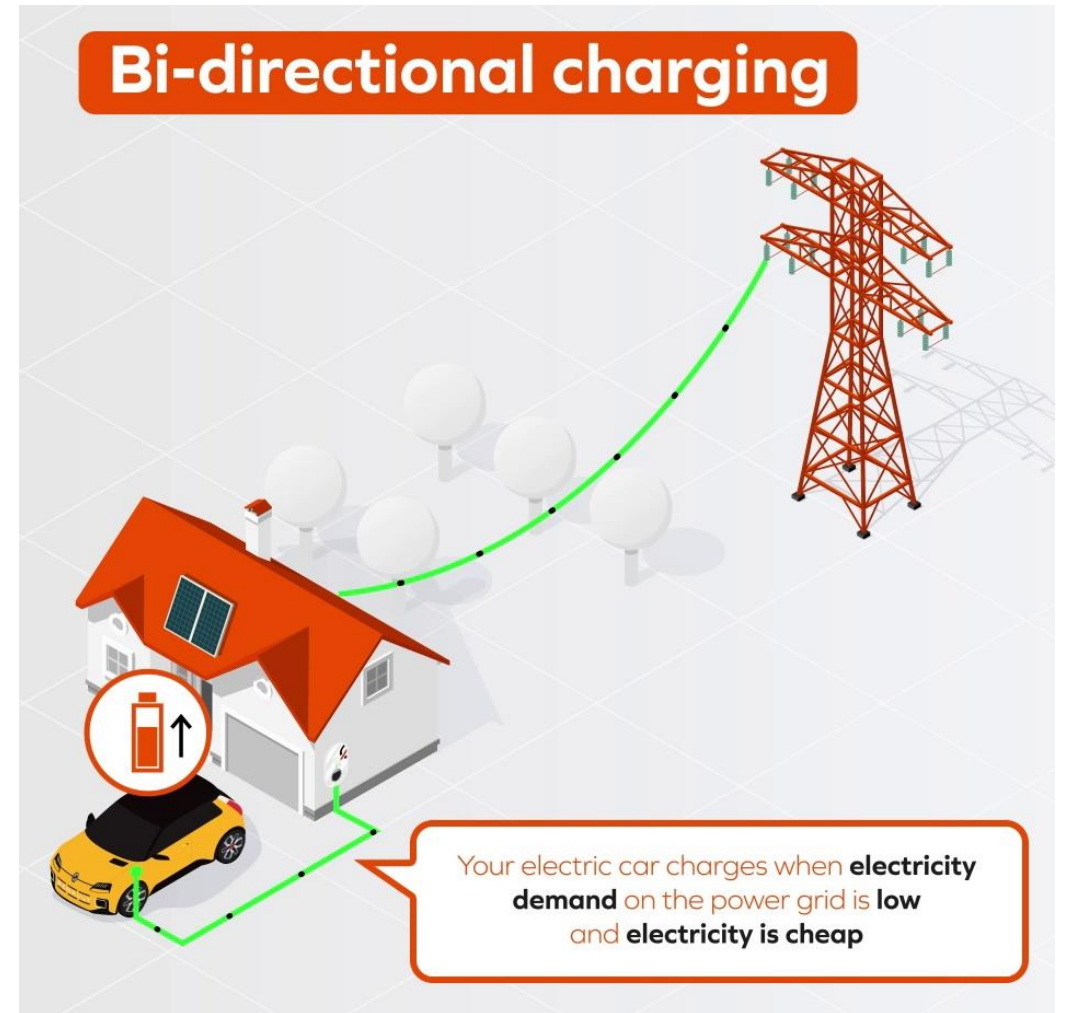 Bi-directional charging
Your electric car charges when electricity
demand on the power grid is low
and electricity is cheap